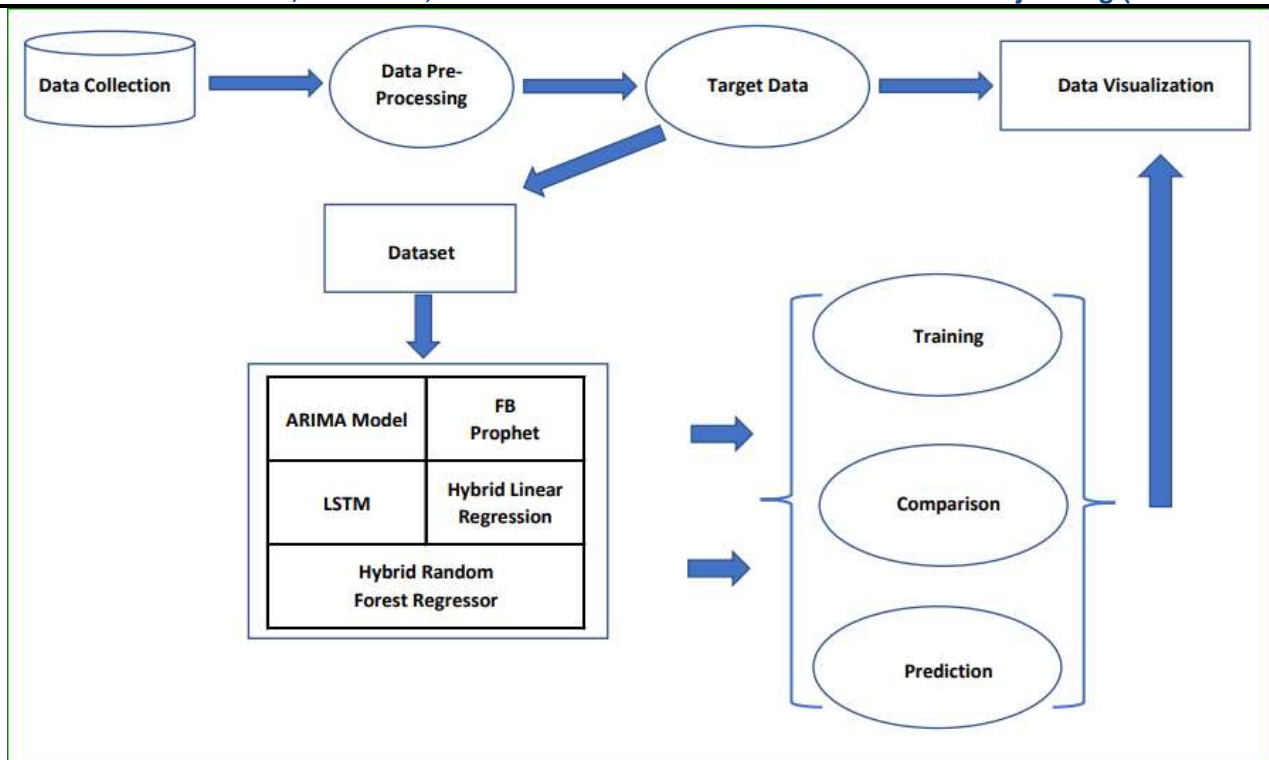 Data Collection
Data Pre-
Processing
Target Data
Data Visualization
Dataset
ARIMA Model
FB
Prophet
LSTM
Hybrid Linear
Regression
Hybrid Random
Forest Regressor
Training
Comparison
Prediction